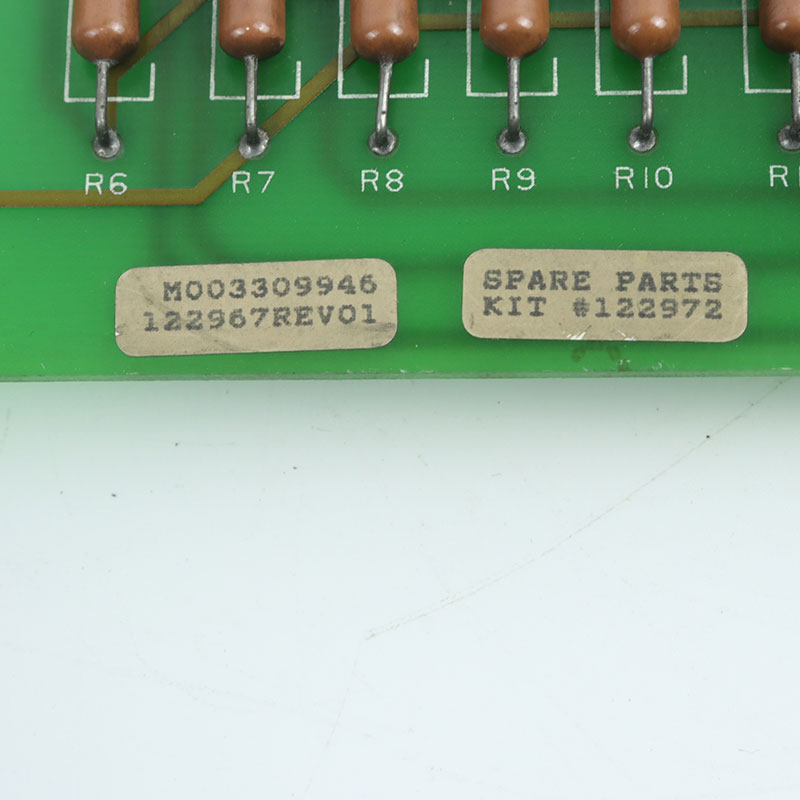 R6 R7 R8 R9 R10
M003309946
122967REV01
SPARE PARTS
KIT #122972